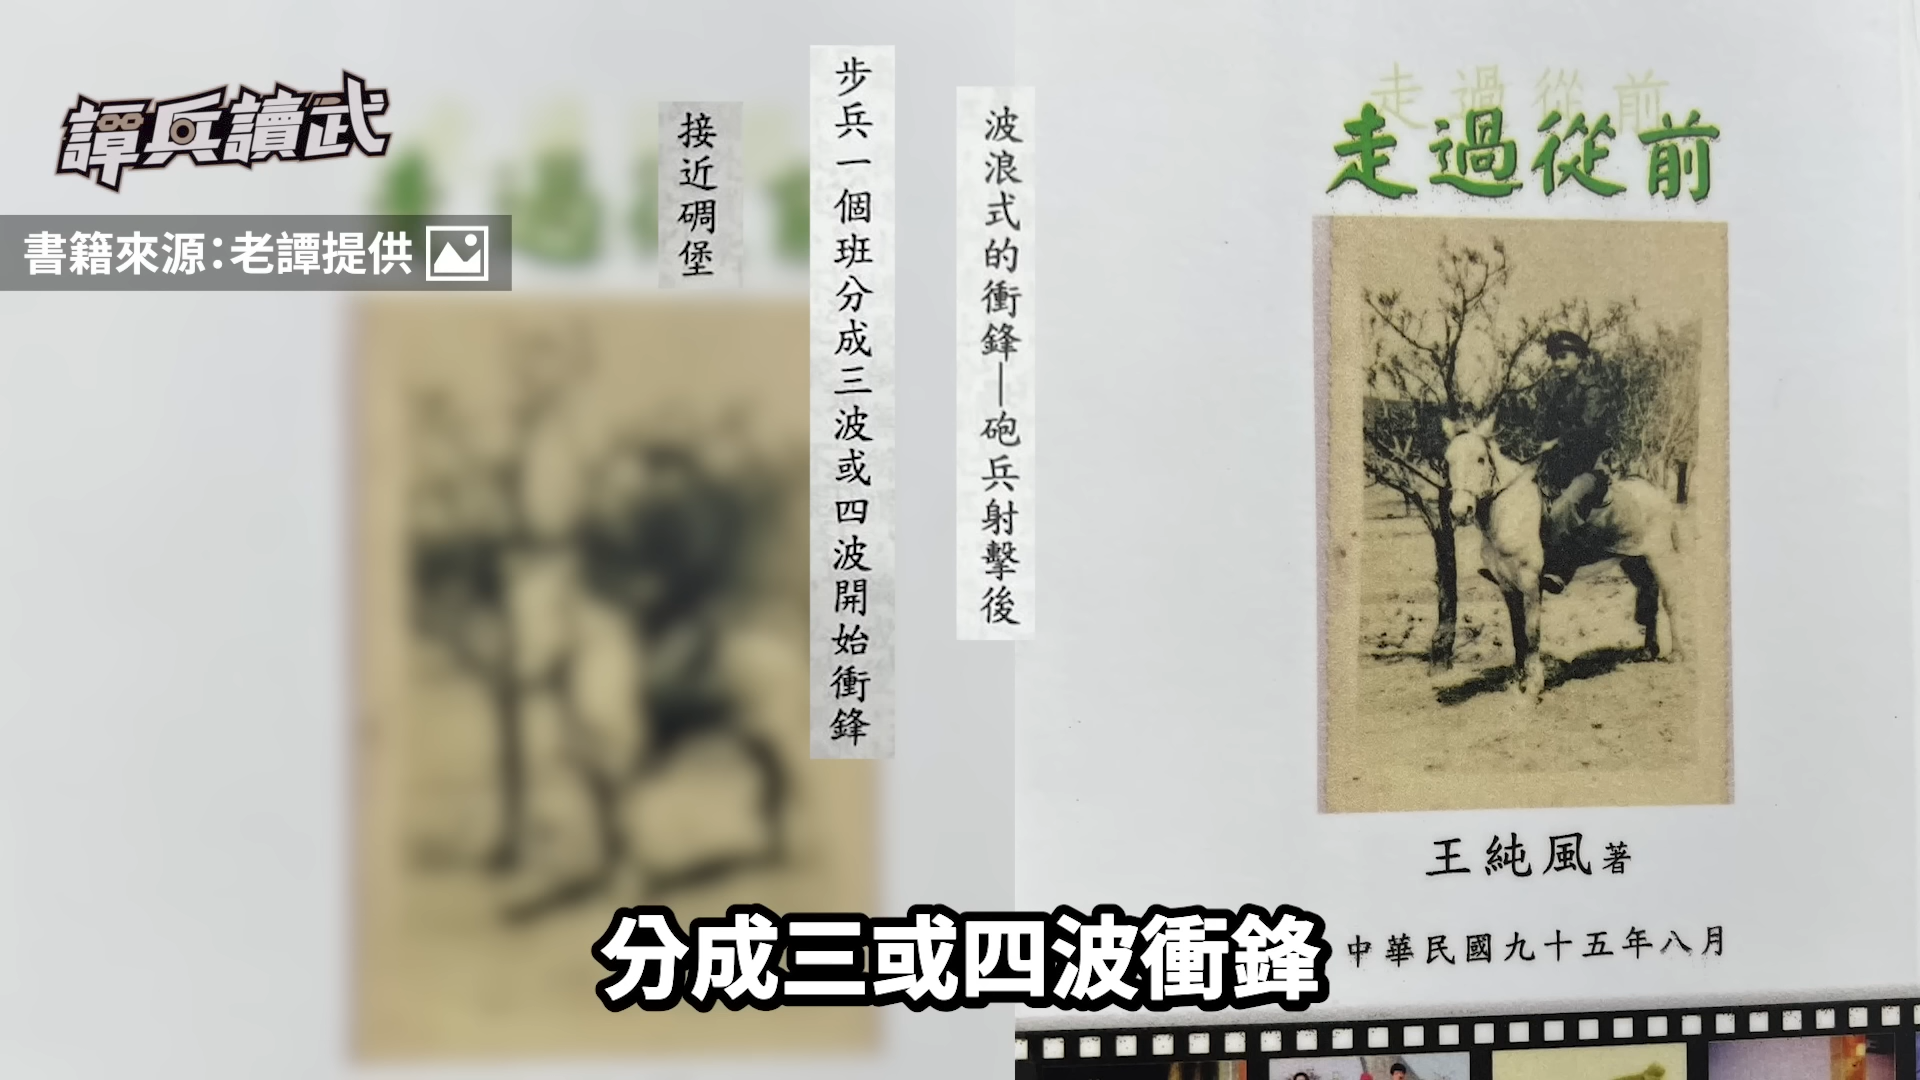 譚兵讀武
書籍來源：老譚提供
波浪式的衝鋒—砲兵射擊後
步兵一個班分成三波或四波開始衝鋒
接近碉堡
走過從前
走過從前
王純風著
中華民國九十五年八月
分成三或四波衝鋒